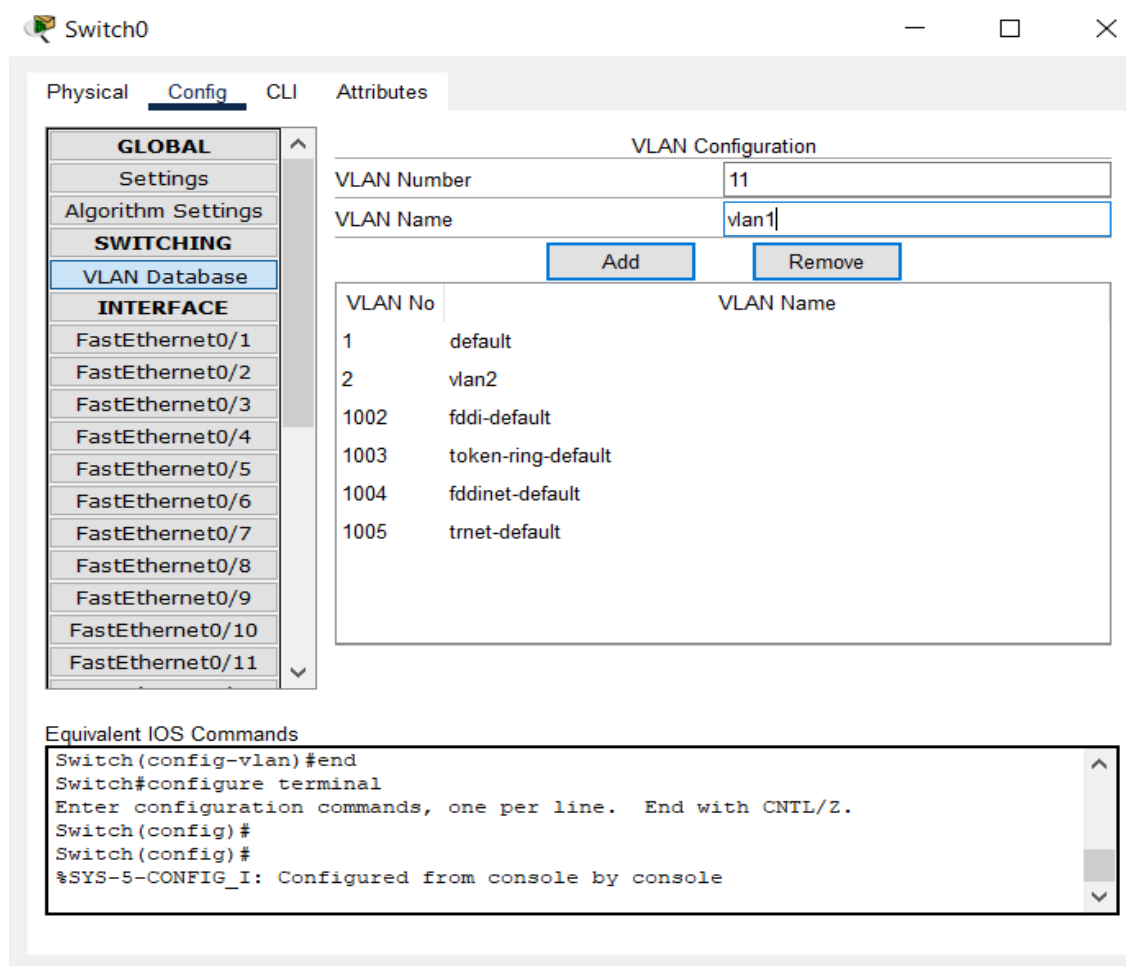 Switch0
Physical Config CLI Attributes
GLOBAL
Settings
Algorithm Settings
SWITCHING
VLAN Database
INTERFACE
FastEthernet0/1
FastEthernet0/2
FastEthernet0/3
FastEthernet0/4
FastEthernet0/5
FastEthernet0/6
FastEthernet0/7
FastEthernet0/8
FastEthernet0/9
FastEthernet0/10
FastEthernet0/11
VLAN Configuration
VLAN Number 11
VLAN Name vlan1
Add Remove
VLAN No VLAN Name
1 default
2 vlan2
1002 fddi-default
1003 token-ring-default
1004 fddinet-default
1005 trnet-default
Equivalent IOS Commands
Switch(config-vlan)#end
Switch#configure terminal
Enter configuration commands, one per line. End with CNTL/Z.
Switch(config)#
Switch(config)#
%SYS-5-CONFIG_I: Configured from console by console